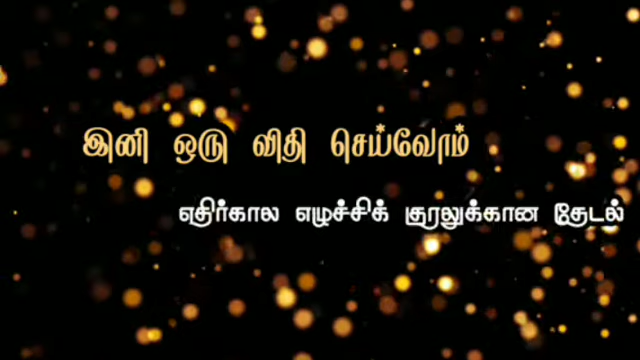 இனி ஒரு விதி செய்வோம்
எதிர்கால எழுச்சிக் குரலுக்கான தேடல்